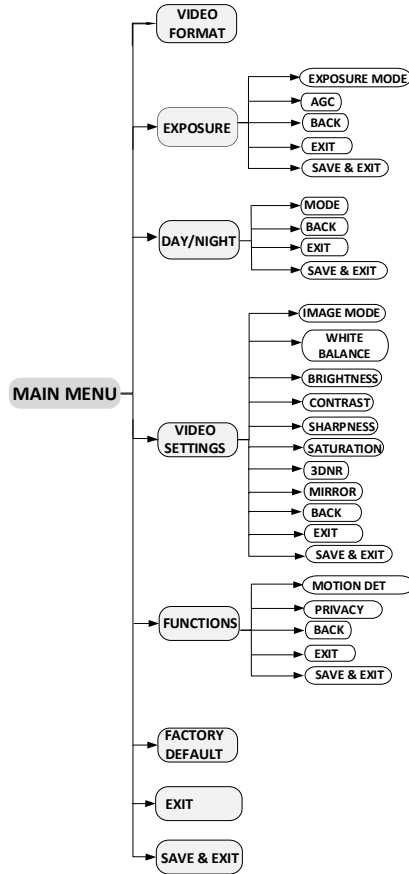 MAIN MENU
VIDEO
FORMAT
EXPOSURE
EXPOSURE MODE
AGC
BACK
EXIT
SAVE & EXIT
DAY/NIGHT
MODE
BACK
EXIT
SAVE & EXIT
VIDEO
SETTINGS
IMAGE MODE
WHITE
BALANCE
BRIGHTNESS
CONTRAST
SHARPNESS
SATURATION
3DNR
MIRROR
BACK
EXIT
SAVE & EXIT
FUNCTIONS
MOTION DET
PRIVACY
BACK
EXIT
SAVE & EXIT
FACTORY
DEFAULT
EXIT
SAVE & EXIT